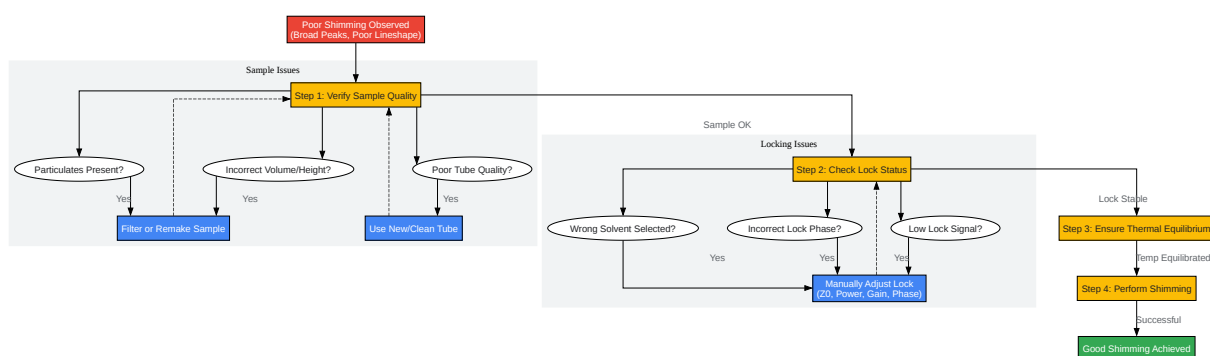 Poor Shimming Observed
(Broad Peaks, Poor Lineshape)
Sample Issues
Step 1: Verify Sample Quality
Sample OK
Particulates Present?
Incorrect Volume/Height?
Poor Tube Quality?
Yes
Yes
Yes
Filter or Remake Sample
Use New/Clean Tube
Locking Issues
Step 2: Check Lock Status
Lock Stable
Wrong Solvent Selected?
Incorrect Lock Phase?
Low Lock Signal?
Yes
Yes
Yes
Manually Adjust Lock
(Z0, Power, Gain, Phase)
Step 3: Ensure Thermal Equilibrium
Temp Equilibrated
Step 4: Perform Shimming
Successful
Good Shimming Achieved